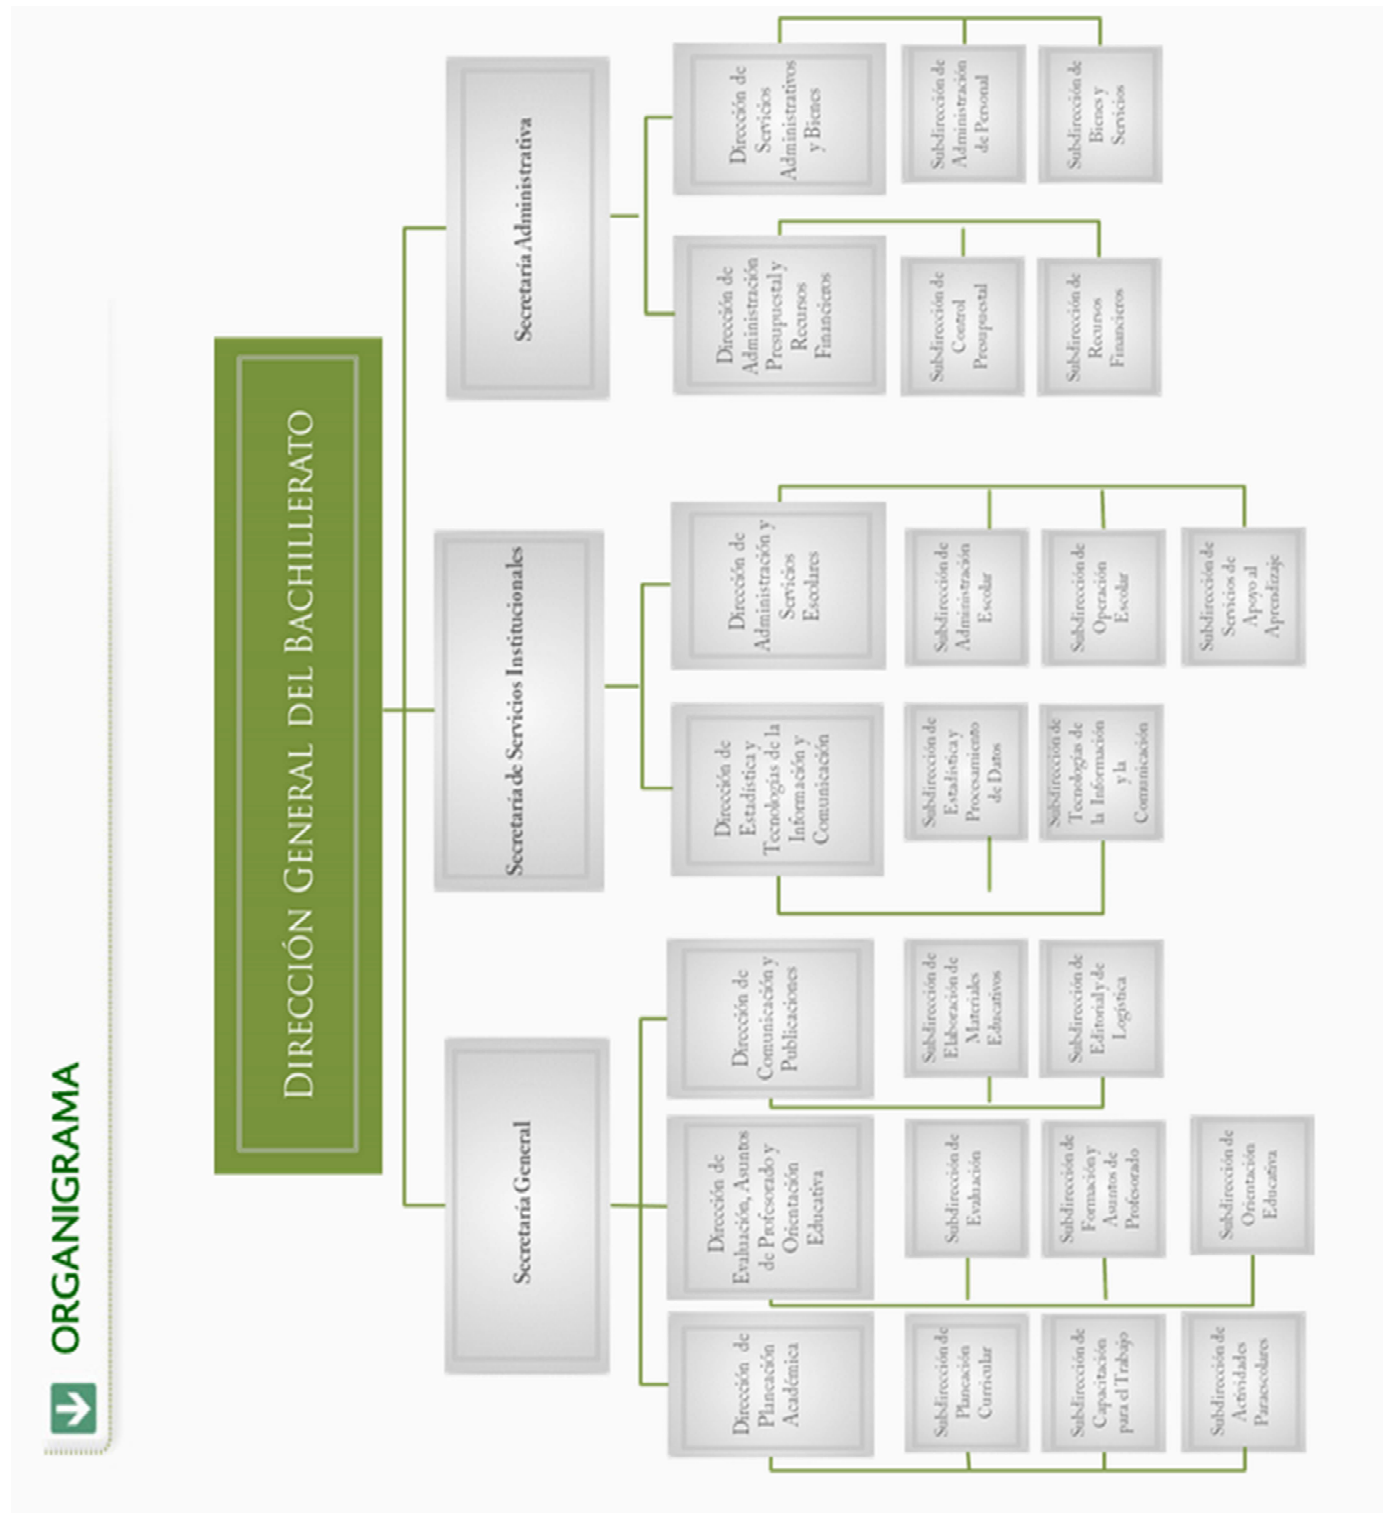 ORGANIGRAMA
DIRECCIÓN GENERAL DEL BACHILLERATO
Secretaría General
Secretaría de Servicios Institucionales
Secretaría Administrativa
Dirección de
Planeación
Académica
Subdirección de
Planeación
Curricular
Subdirección de
Capacitación
para el Trabajo
Subdirección de
Actividades
Paraescolares
Dirección de
Evaluación, Asuntos
de Profesorado y
Orientación
Educativa
Subdirección de
Evaluación
Subdirección de
Formación y
Asuntos de
Profesorado
Subdirección de
Orientación
Educativa
Dirección de
Comunicación y
Publicaciones
Subdirección de
Elaboración de
Materiales
Educativos
Subdirección de
Editorial y de
Logística
Dirección de
Estadística y
Tecnologías de la
Información y
Comunicación
Subdirección de
Estadística y
Procesamiento
de Datos
Subdirección de
Tecnologías de
la Información
y la
Comunicación
Dirección de
Administración y
Servicios
Escolares
Subdirección de
Administración
Escolar
Subdirección de
Operación
Escolar
Subdirección de
Servicios de
Apoyo al
Aprendizaje
Dirección de
Administración
Presupuestal y
Recursos
Financieros
Subdirección de
Control
Presupuestal
Subdirección de
Recursos
Financieros
Dirección de
Servicios
Administrativos
y Bienes
Subdirección de
Administración
de Personal
Subdirección de
Bienes y
Servicios